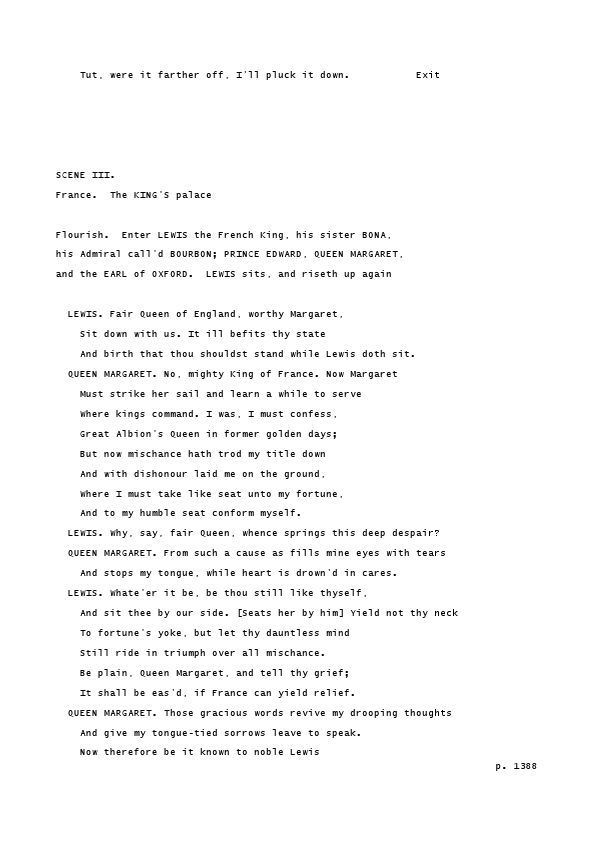 Tut, were it farther off, I'll pluck it down. Exit
SCENE III.
France. The KING'S palace
Flourish. Enter LEWIS the French King, his sister BONA,
his Admiral call'd BOURBON; PRINCE EDWARD, QUEEN MARGARET,
and the EARL of OXFORD. LEWIS sits, and riseth up again
LEWIS. Fair Queen of England, worthy Margaret,
Sit down with us. It ill befits thy state
And birth that thou shouldst stand while Lewis doth sit.
QUEEN MARGARET. No, mighty King of France. Now Margaret
Must strike her sail and learn a while to serve
Where kings command. I was, I must confess,
Great Albion's Queen in former golden days;
But now mischance hath trod my title down
And with dishonour laid me on the ground,
Where I must take like seat unto my fortune,
And to my humble seat conform myself.
LEWIS. Why, say, fair Queen, whence springs this deep despair?
QUEEN MARGARET. From such a cause as fills mine eyes with tears
And stops my tongue, while heart is drown'd in cares.
LEWIS. Whate'er it be, be thou still like thyself,
And sit thee by our side. [Seats her by him] Yield not thy neck
To fortune's yoke, but let thy dauntless mind
Still ride in triumph over all mischance.
Be plain, Queen Margaret, and tell thy grief;
It shall be eas'd, if France can yield relief.
QUEEN MARGARET. Those gracious words revive my drooping thoughts
And give my tongue-tied sorrows leave to speak.
Now therefore be it known to noble Lewis
p. 1388